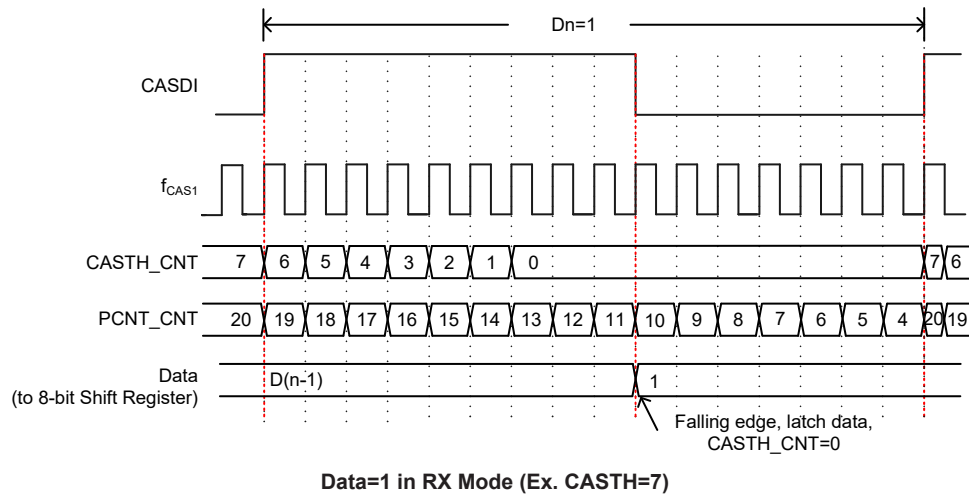 Dn=1
CASDI
fCAS1
CASTH_CNT 7 6 5 4 3 2 1 0 7 6
PCNT_CNT 20 19 18 17 16 15 14 13 12 11 10 9 8 7 6 5 4 20 19
Data
(to 8-bit Shift Register)
D(n-1) 1
Falling edge, latch data,
CASTH_CNT=0
Data=1 in RX Mode (Ex. CASTH=7)